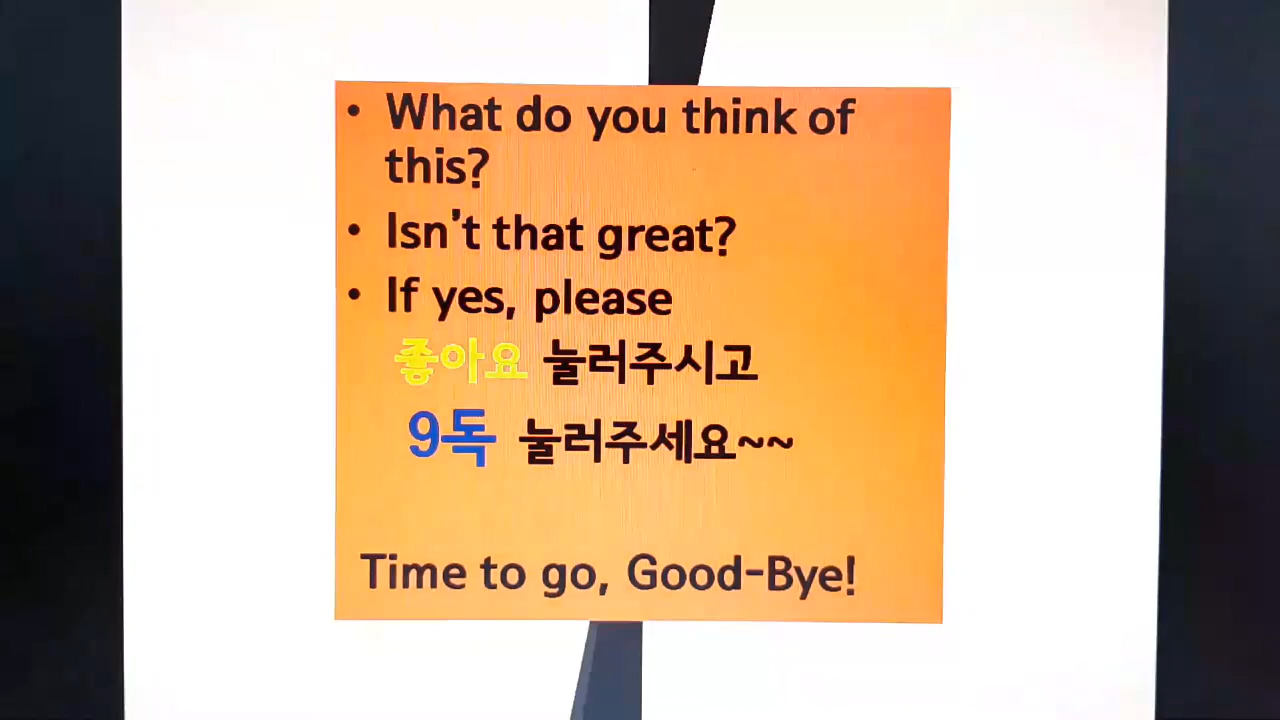 • What do you think of
this?
• Isn't that great?
• If yes, please
좋아요 눌러주시고
9독 눌러주세요~~
Time to go, Good-Bye!